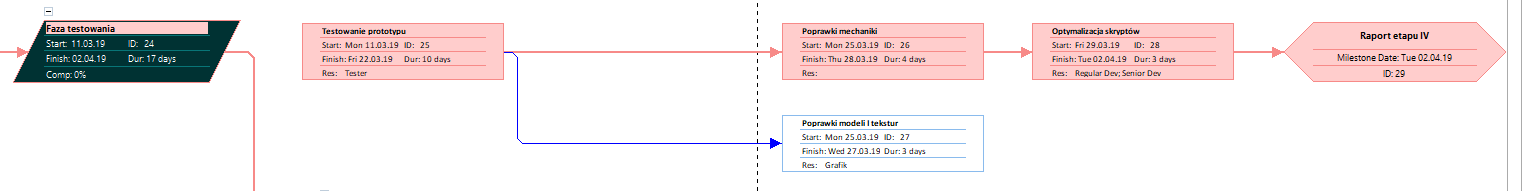 Faza testowania
Start: 11.03.19 ID: 24
Finish: 02.04.19 Dur: 17 days
Comp: 0%
Testowanie prototypu
Start: Mon 11.03.19 ID: 25
Finish: Fri 22.03.19 Dur: 10 days
Res: Tester
Poprawki mechaniki
Start: Mon 25.03.19 ID: 26
Finish: Thu 28.03.19 Dur: 4 days
Res:
Optymalizacja skryptów
Start: Fri 29.03.19 ID: 28
Finish: Tue 02.04.19 Dur: 3 days
Res: Regular Dev; Senior Dev
Raport etapu IV
Milestone Date: Tue 02.04.19
ID: 29
Poprawki modeli I tekstur
Start: Mon 25.03.19 ID: 27
Finish: Wed 27.03.19 Dur: 3 days
Res: Grafik